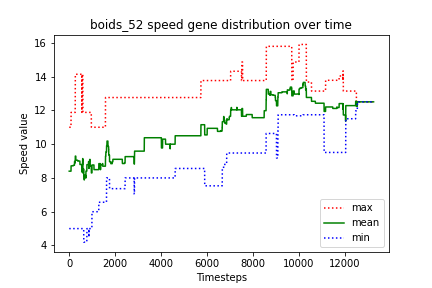 boids_52 speed gene distribution over time
Speed value
16
14
12
10
8
6
4
0
2000
4000
6000
8000
10000
12000
Timesteps
max
mean
min